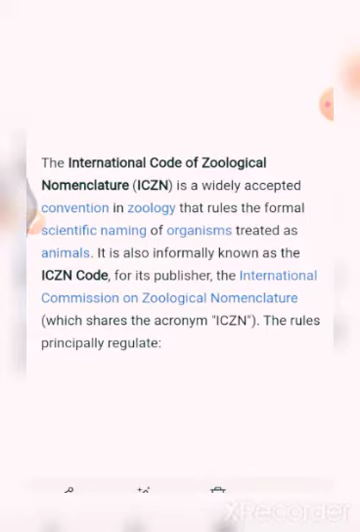 The International Code of Zoological
Nomenclature (ICZN) is a widely accepted
convention in zoology that rules the formal
scientific naming of organisms treated as
animals. It is also informally known as the
ICZN Code, for its publisher, the International
Commission on Zoological Nomenclature
(which shares the acronym "ICZN"). The rules
principally regulate:
XRecorder